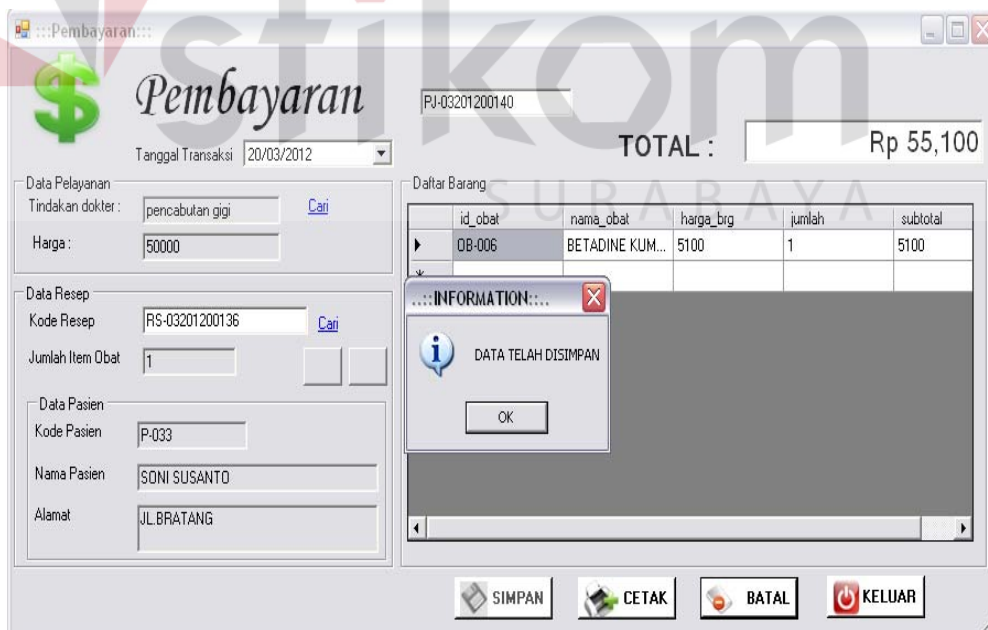 stikom
SURABAYA
:::Pembayaran:::
Pembayaran
Tanggal Transaksi 20/03/2012
PJ-03201200140
TOTAL : Rp 55,100
Data Pelayanan
Tindakan dokter : pencabutan gigi Cari
Harga : 50000
Data Resep
Kode Resep RS-03201200136 Cari
Jumlah Item Obat 1
Data Pasien
Kode Pasien P-033
Nama Pasien SONI SUSANTO
Alamat JL.BRATANG
Daftar Barang
id_obat nama_obat harga_brg jumlah subtotal
OB-006 BETADINE KUM... 5100 1 5100
*
..::INFORMATION::..
DATA TELAH DISIMPAN
OK
SIMPAN CETAK BATAL KELUAR